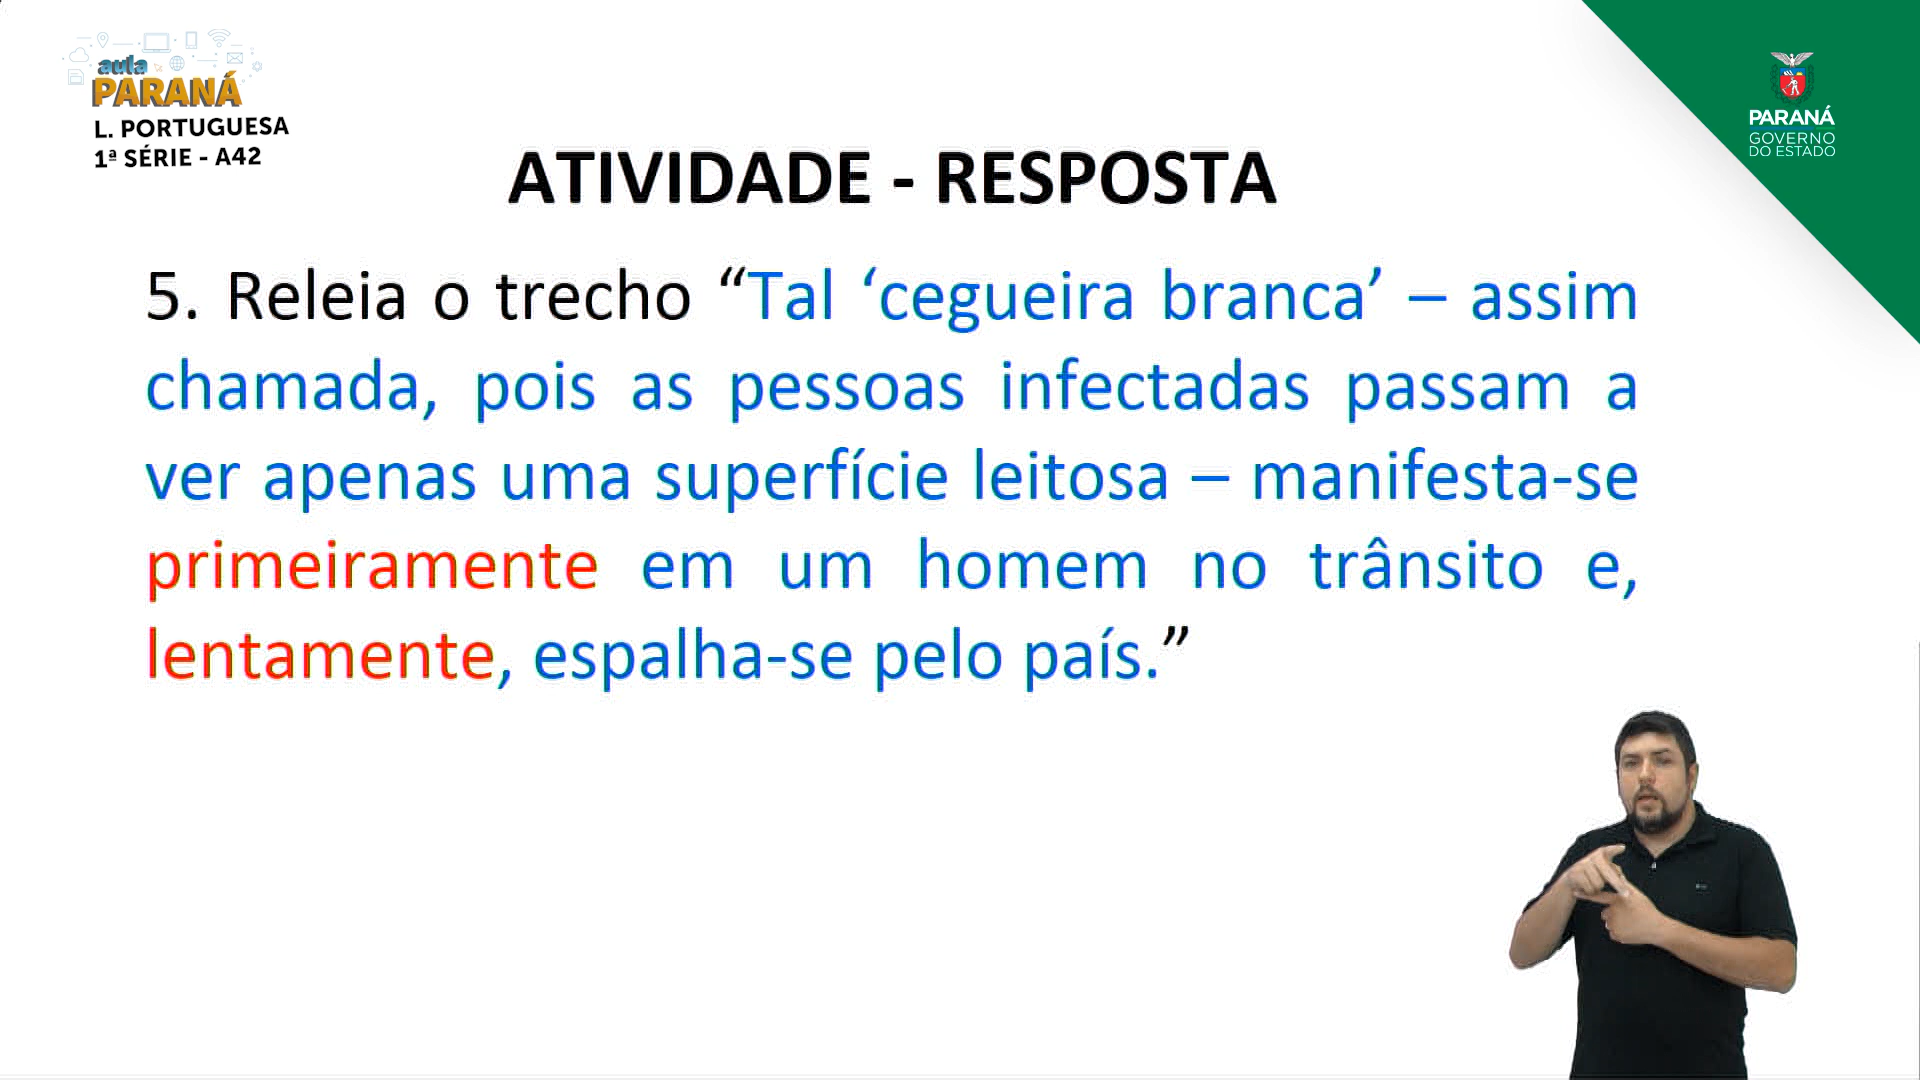 aula
PARANÁ
L. PORTUGUESA
1ª SÉRIE - A42
PARANÁ
GOVERNO
DO ESTADO
ATIVIDADE - RESPOSTA
5. Releia o trecho “Tal ‘cegueira branca’ – assim
chamada, pois as pessoas infectadas passam a
ver apenas uma superfície leitosa – manifesta-se
primeiramente em um homem no trânsito e,
lentamente, espalha-se pelo país.”